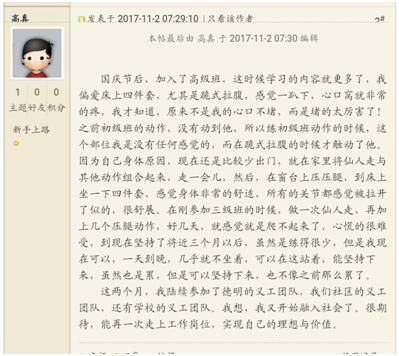 高真
发表于 2017-11-2 07:29:10 | 只看該作者
2#
本帖最后由 高真 于 2017-11-2 07:30 编辑
1 0 0
主题 好友 积分
新手上路
国庆节后，加入了高级班，这时候学习的内容就更多了，我
偏爱床上四件套，尤其是跪式拉腹，感觉一趴下，心口窝就非常
的疼，我才知道，原来不是我的心口不堵，而是堵的太厉害了！
之前初级班的动作，没有动到他，所以练初级班动作的时候，这
个部位我是没有任何感觉的，而在跪式拉腹的时候才触动了他。
因为自己身体原因，现在还是比较少出门，就在家里将仙人走与
其他动作组合起来，走一会儿，然后，在窗台上压压腿，到床上
坐一下四件套，感觉身体非常的舒适，所有的关节都感觉被拉开
了似的，很舒展。在刚参加三级班的时候，做一次仙人走，再加
上几个压腿动作，好几天，就感觉就是爬不起来了，心慌的很难
受，到现在坚持了将近三个月以后，虽然是练得很少，但是我现
在可以，一天到晚，几乎就不坐着，可以在这站着，能坚持下
来，虽然也是累，但是可以坚持下来，也不像之前那么累了。
这两个月，我陆续参加了德明的义工团队，我们社区的义工
团队，还有学校的义工团队。我想，我又开始融入社会了。很期
待，能再一次走上工作岗位，实现自己的理想与价值。